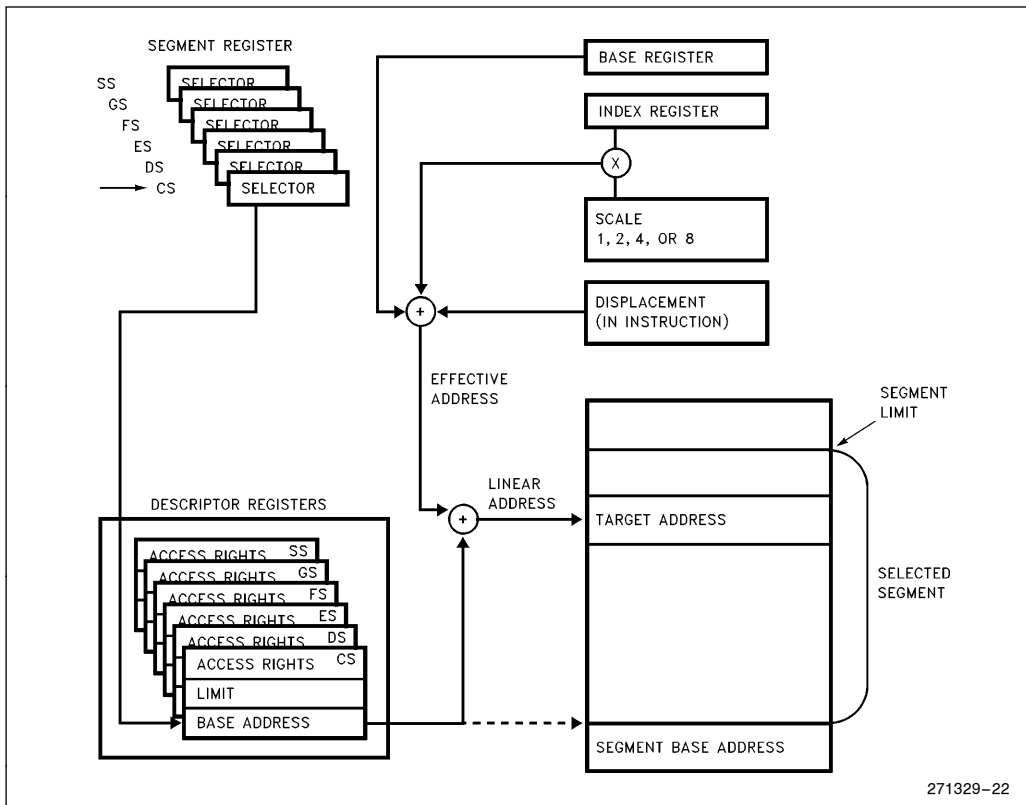 SEGMENT REGISTER
SS
GS
FS
ES
DS
CS
SELECTOR
SELECTOR
SELECTOR
SELECTOR
SELECTOR
SELECTOR
BASE REGISTER
INDEX REGISTER
X
SCALE
1, 2, 4, OR 8
DISPLACEMENT
(IN INSTRUCTION)
+
EFFECTIVE
ADDRESS
SEGMENT
LIMIT
LINEAR
ADDRESS
+
TARGET ADDRESS
SELECTED
SEGMENT
SEGMENT BASE ADDRESS
DESCRIPTOR REGISTERS
ACCESS RIGHTS SS
ACCESS RIGHTS GS
ACCESS RIGHTS FS
ACCESS RIGHTS ES
ACCESS RIGHTS DS
ACCESS RIGHTS CS
LIMIT
BASE ADDRESS
271329–22